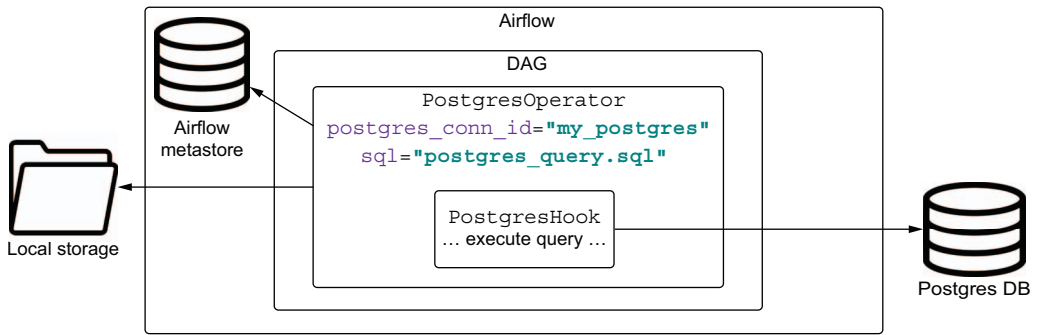 Airflow
DAG
PostgresOperator
postgres_conn_id="my_postgres"
sql="postgres_query.sql"
Airflow
metastore
Local storage
PostgresHook
… execute query …
Postgres DB